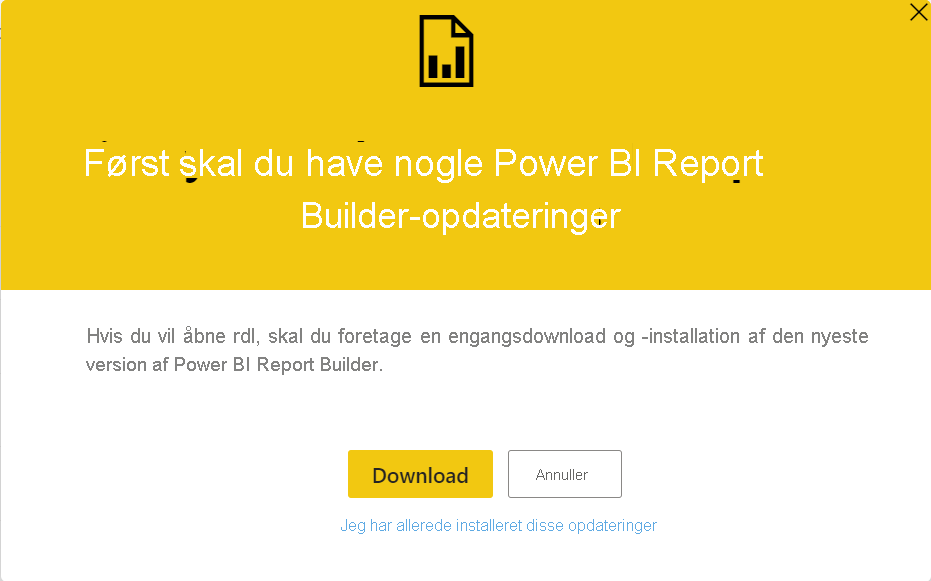 Først skal du have nogle Power BI Report
Builder-opdateringer
Hvis du vil åbne rdl, skal du foretage en engangsdownload og -installation af den nyeste
version af Power BI Report Builder.
Download
Annuller
Jeg har allerede installeret disse opdateringer